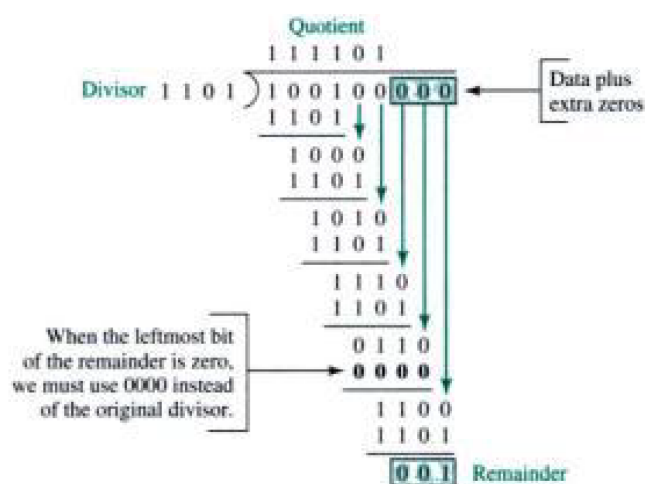 Quotient
1 1 1 1 0 1
Divisor 1 1 0 1 ) 1 0 0 1 0 0 0 0 0
Data plus
extra zeros
1 1 0 1
1 0 0 0
1 1 0 1
1 0 1 0
1 1 0 1
1 1 1 0
1 1 0 1
0 1 1 0
0 0 0 0
When the leftmost bit
of the remainder is zero,
we must use 0000 instead
of the original divisor.
1 1 0 0
1 1 0 1
0 0 1 Remainder